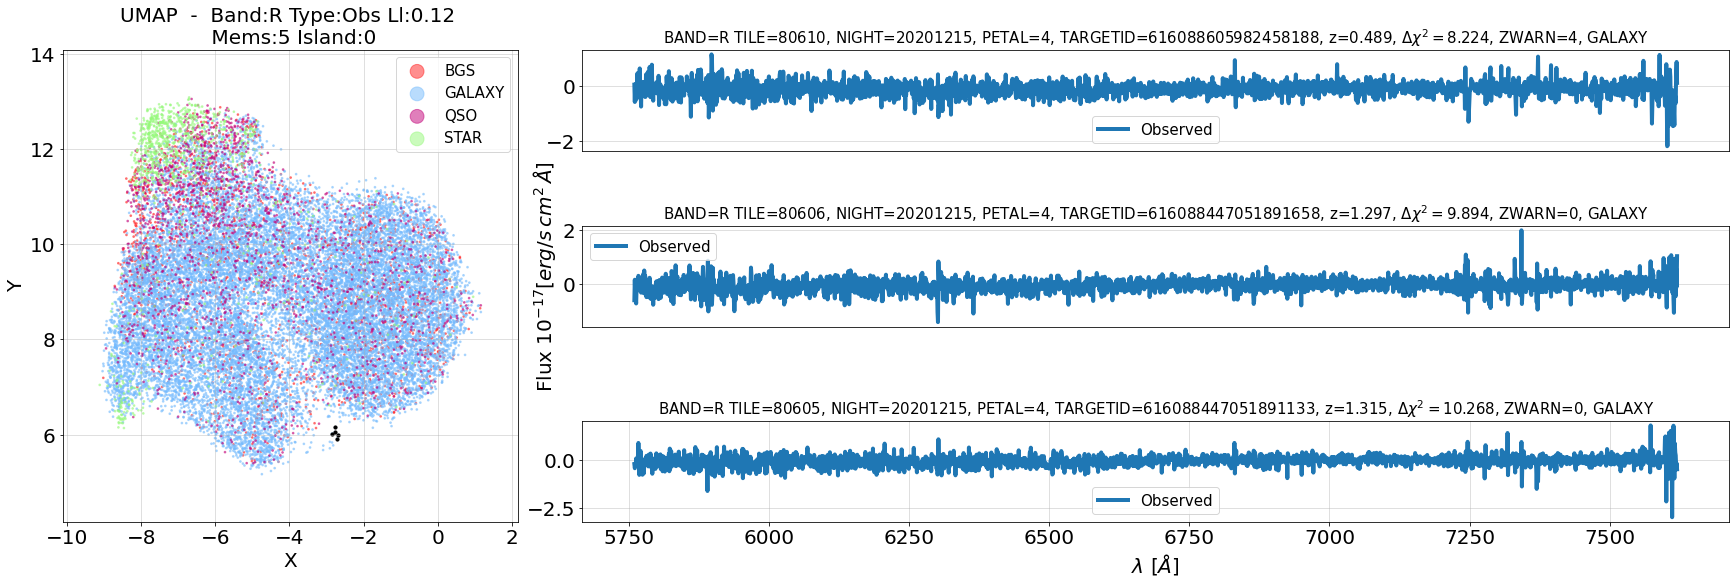 UMAP - Band:R Type:Obs Ll:0.12
Mems:5 Island:0
14
12
10
8
6
Y
−10
−8
−6
−4
−2
0
2
X
BGS
GALAXY
QSO
STAR
BAND=R TILE=80610, NIGHT=20201215, PETAL=4, TARGETID=616088605982458188, z=0.489, Δχ² = 8.224, ZWARN=4, GALAXY
0
−2
Observed
BAND=R TILE=80606, NIGHT=20201215, PETAL=4, TARGETID=616088447051891658, z=1.297, Δχ² = 9.894, ZWARN=0, GALAXY
2
0
Observed
Flux 10⁻¹⁷[erg/s cm² Å]
BAND=R TILE=80605, NIGHT=20201215, PETAL=4, TARGETID=616088447051891133, z=1.315, Δχ² = 10.268, ZWARN=0, GALAXY
0.0
−2.5
Observed
5750
6000
6250
6500
6750
7000
7250
7500
λ [Å]